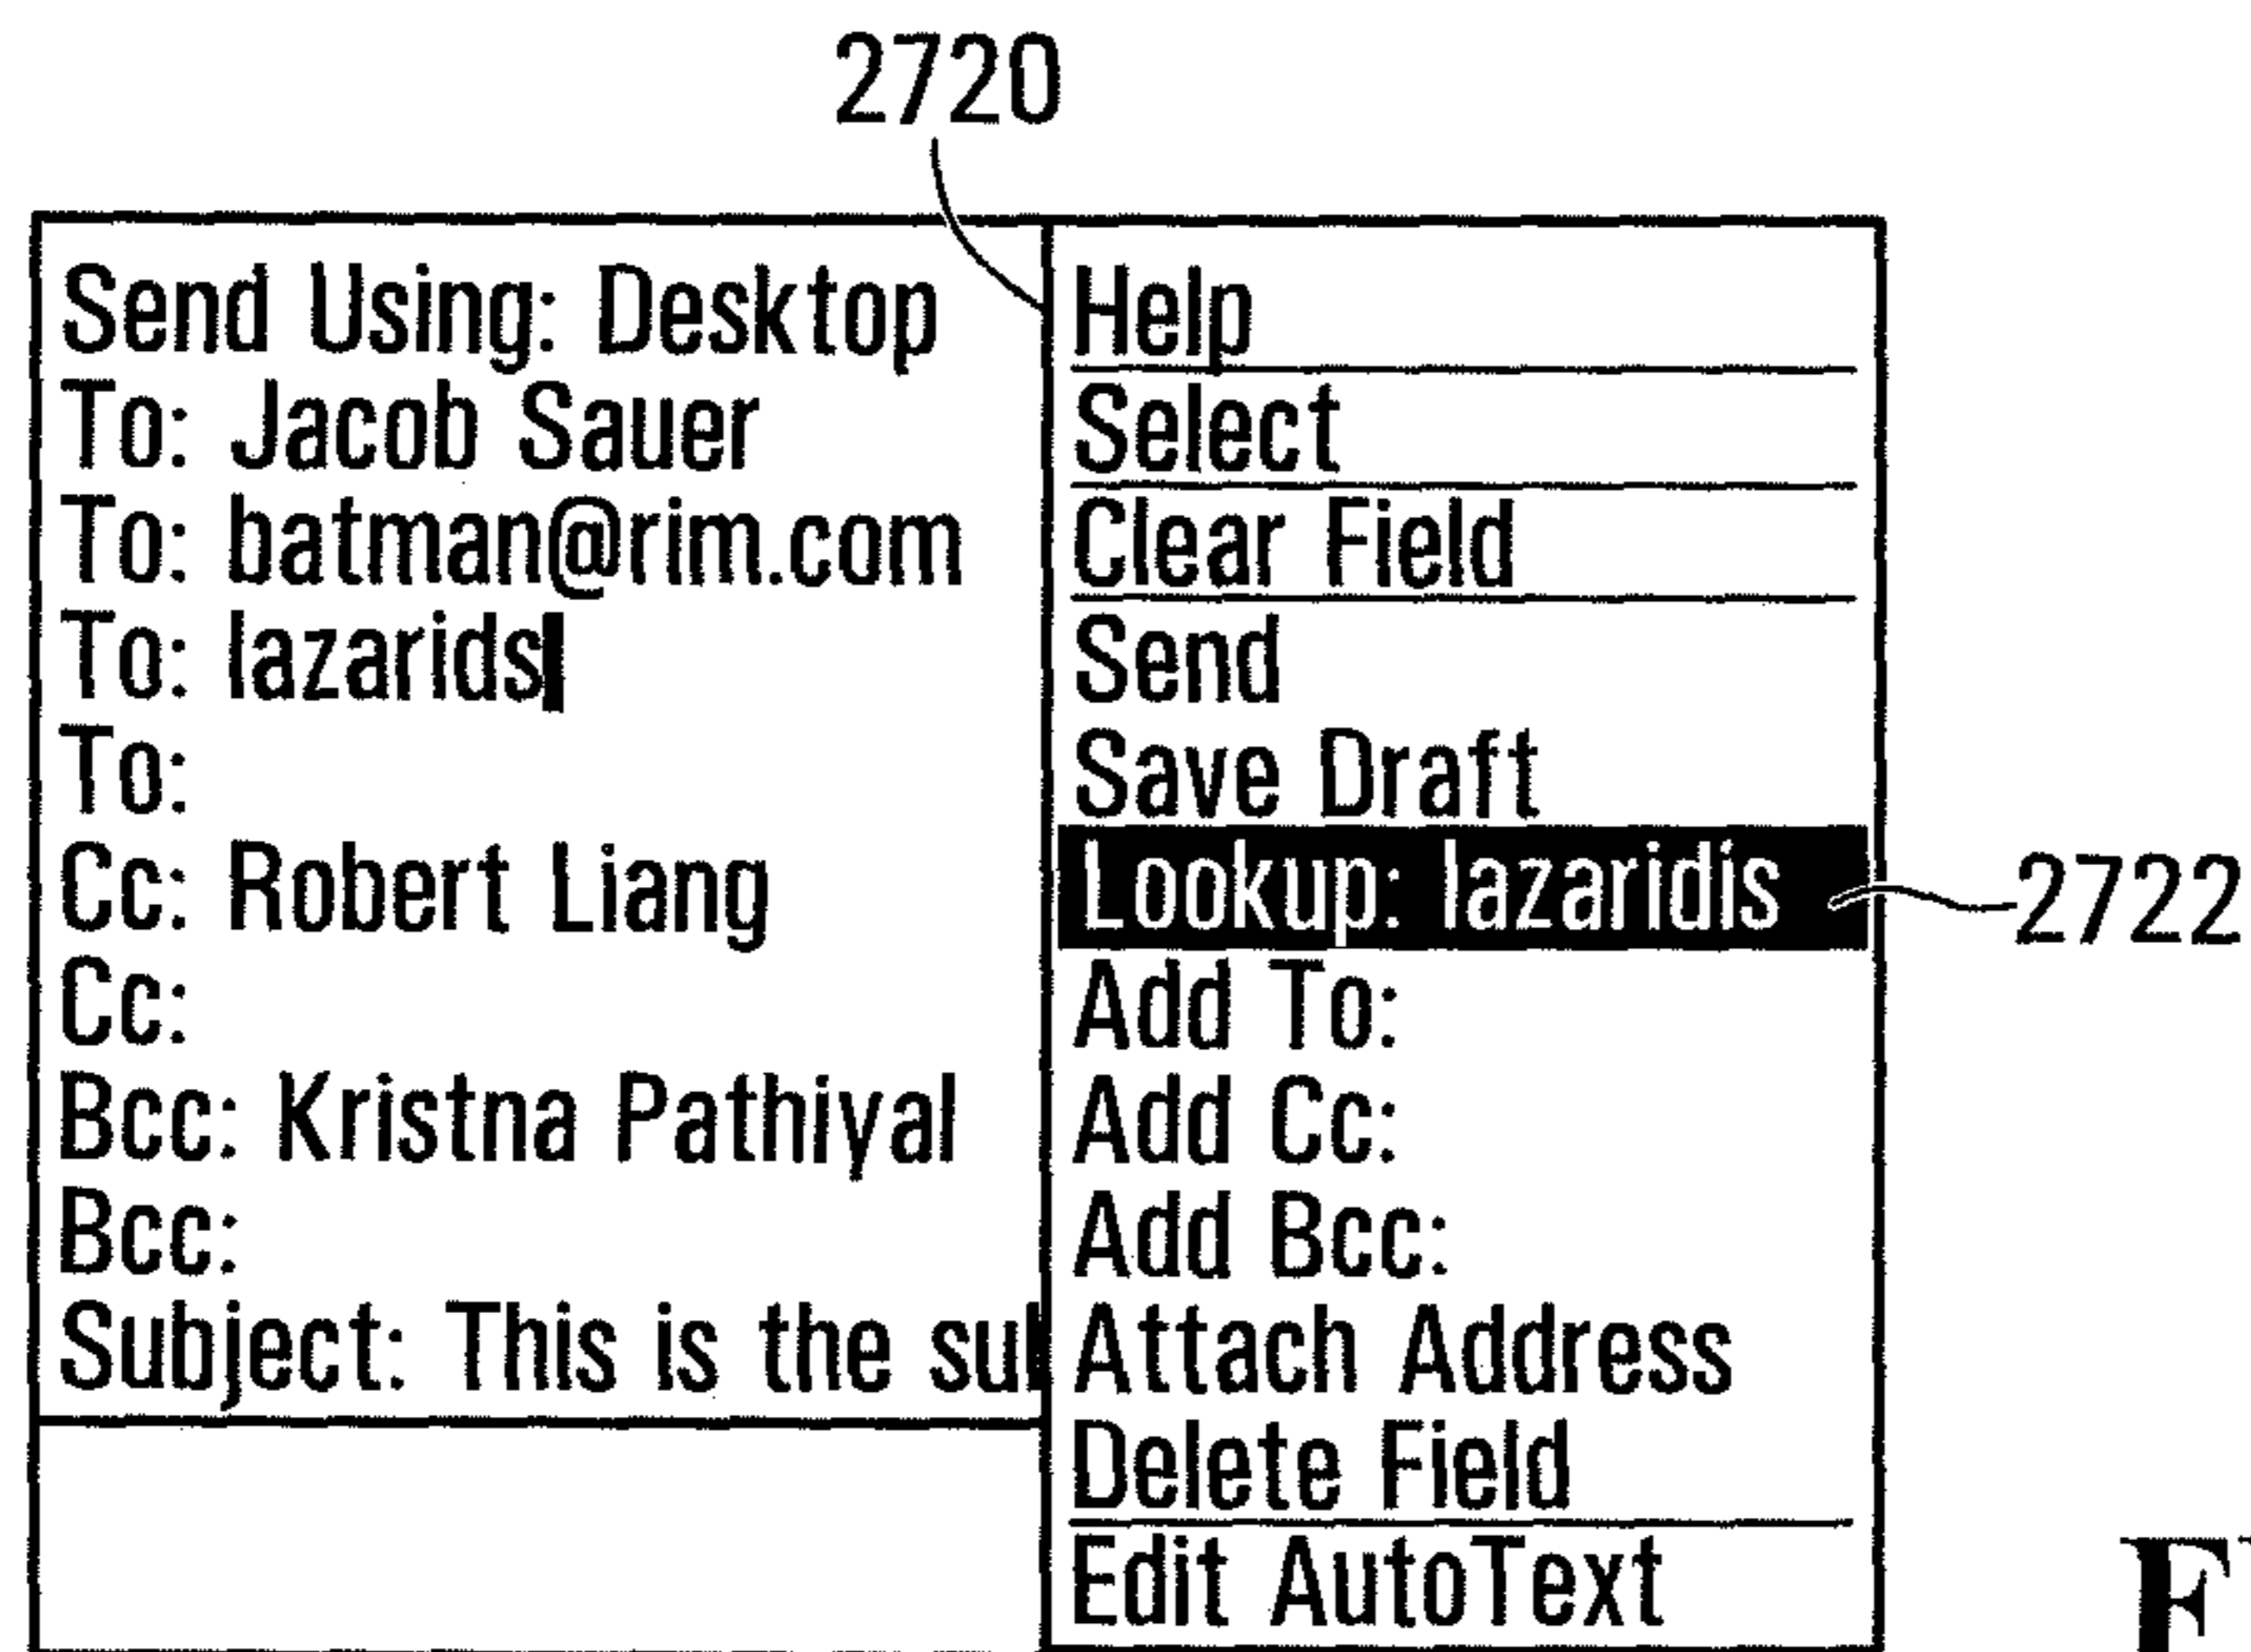 2720
Send Using: Desktop
To: Jacob Sauer
To: batman@rim.com
To: lazarids
To:
Cc: Robert Liang
Cc:
Bcc: Kristna Pathiyal
Bcc:
Subject: This is the
Help
Select
Clear Field
Send
Save Draft
Lookup: lazaridis
Add To:
Add Cc:
Add Bcc:
Attach Address
Delete Field
Edit AutoText
2722